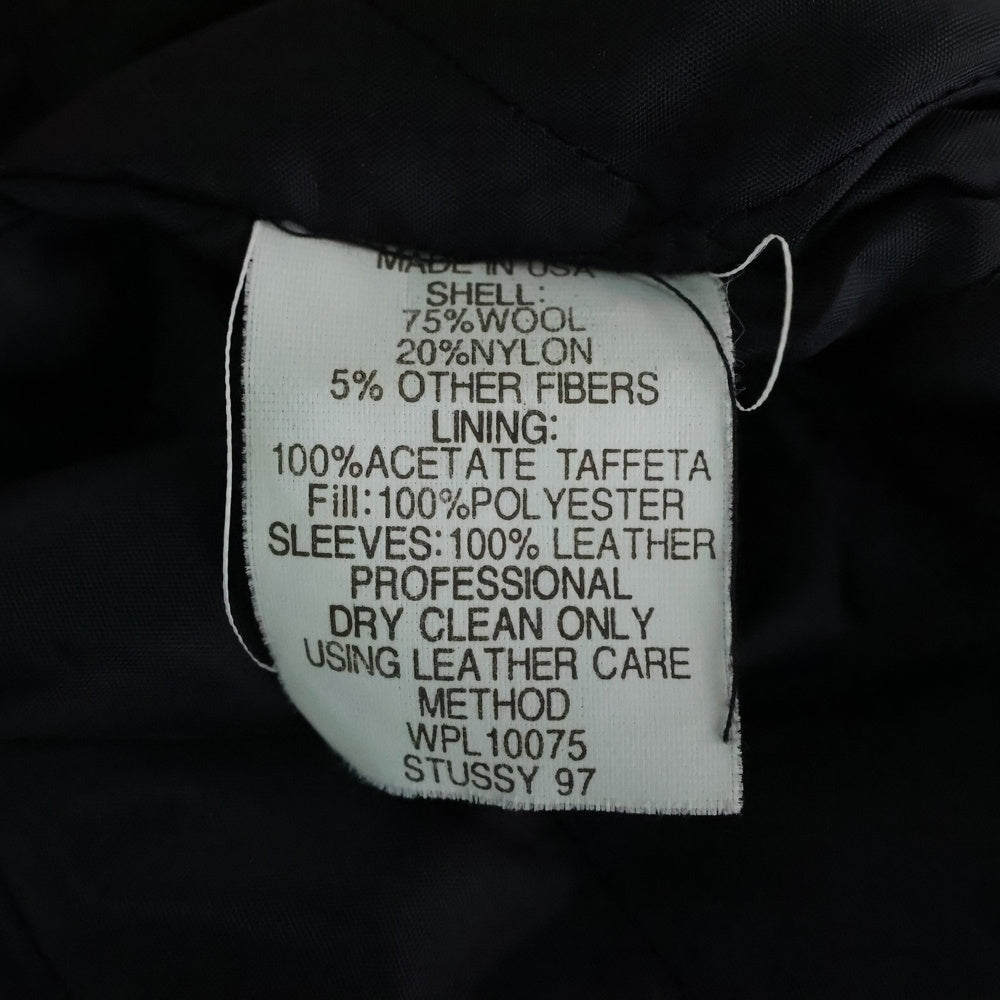 MADE IN USA
SHELL:
75%WOOL
20%NYLON
5% OTHER FIBERS
LINING:
100%ACETATE TAFFETA
Fill:100%POLYESTER
SLEEVES:100% LEATHER
PROFESSIONAL
DRY CLEAN ONLY
USING LEATHER CARE
METHOD
WPL10075
STUSSY 97